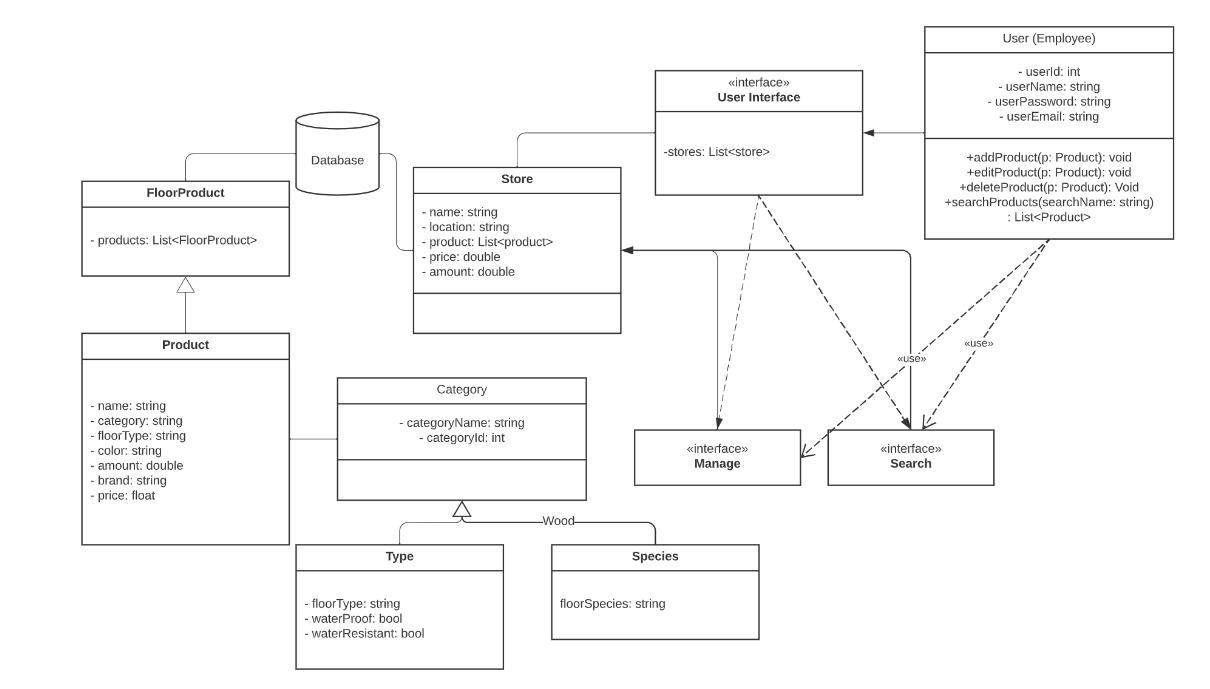 User (Employee)
- userId: int
- userName: string
- userPassword: string
- userEmail: string
+addProduct(p: Product): void
+editProduct(p: Product): void
+deleteProduct(p: Product): Void
+searchProducts(searchName: string)
: List<Product>
«interface»
User Interface
-stores: List<store>
Database
FloorProduct
- products: List<FloorProduct>
Store
- name: string
- location: string
- product: List<product>
- price: double
- amount: double
Product
- name: string
- category: string
- floorType: string
- color: string
- amount: double
- brand: string
- price: float
Category
- categoryName: string
- categoryId: int
«use»
«use»
«interface»
Manage
«interface»
Search
Wood
Type
- floorType: string
- waterProof: bool
- waterResistant: bool
Species
floorSpecies: string